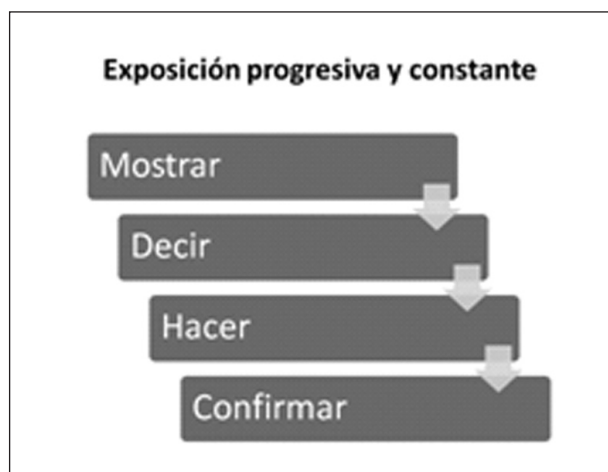 Exposición progresiva y constante
Mostrar
Decir
Hacer
Confirmar